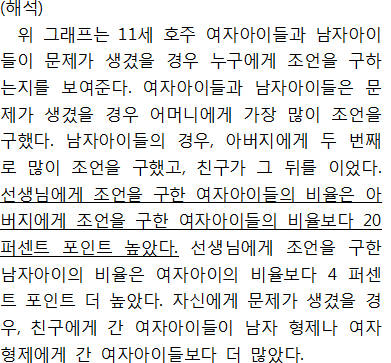 (해석)
위 그래프는 11세 호주 여자아이들과 남자아이
들이 문제가 생겼을 경우 누구에게 조언을 구하
는지를 보여준다. 여자아이들과 남자아이들은 문
제가 생겼을 경우 어머니에게 가장 많이 조언을
구했다. 남자아이들의 경우, 아버지에게 두 번째
로 많이 조언을 구했고, 친구가 그 뒤를 이었다.
선생님에게 조언을 구한 여자아이들의 비율은 아
버지에게 조언을 구한 여자아이들의 비율보다 20
퍼센트 포인트 높았다. 선생님에게 조언을 구한
남자아이의 비율은 여자아이의 비율보다 4 퍼센
트 포인트 더 높았다. 자신에게 문제가 생겼을 경
우, 친구에게 간 여자아이들이 남자 형제나 여자
형제에게 간 여자아이들보다 더 많았다.